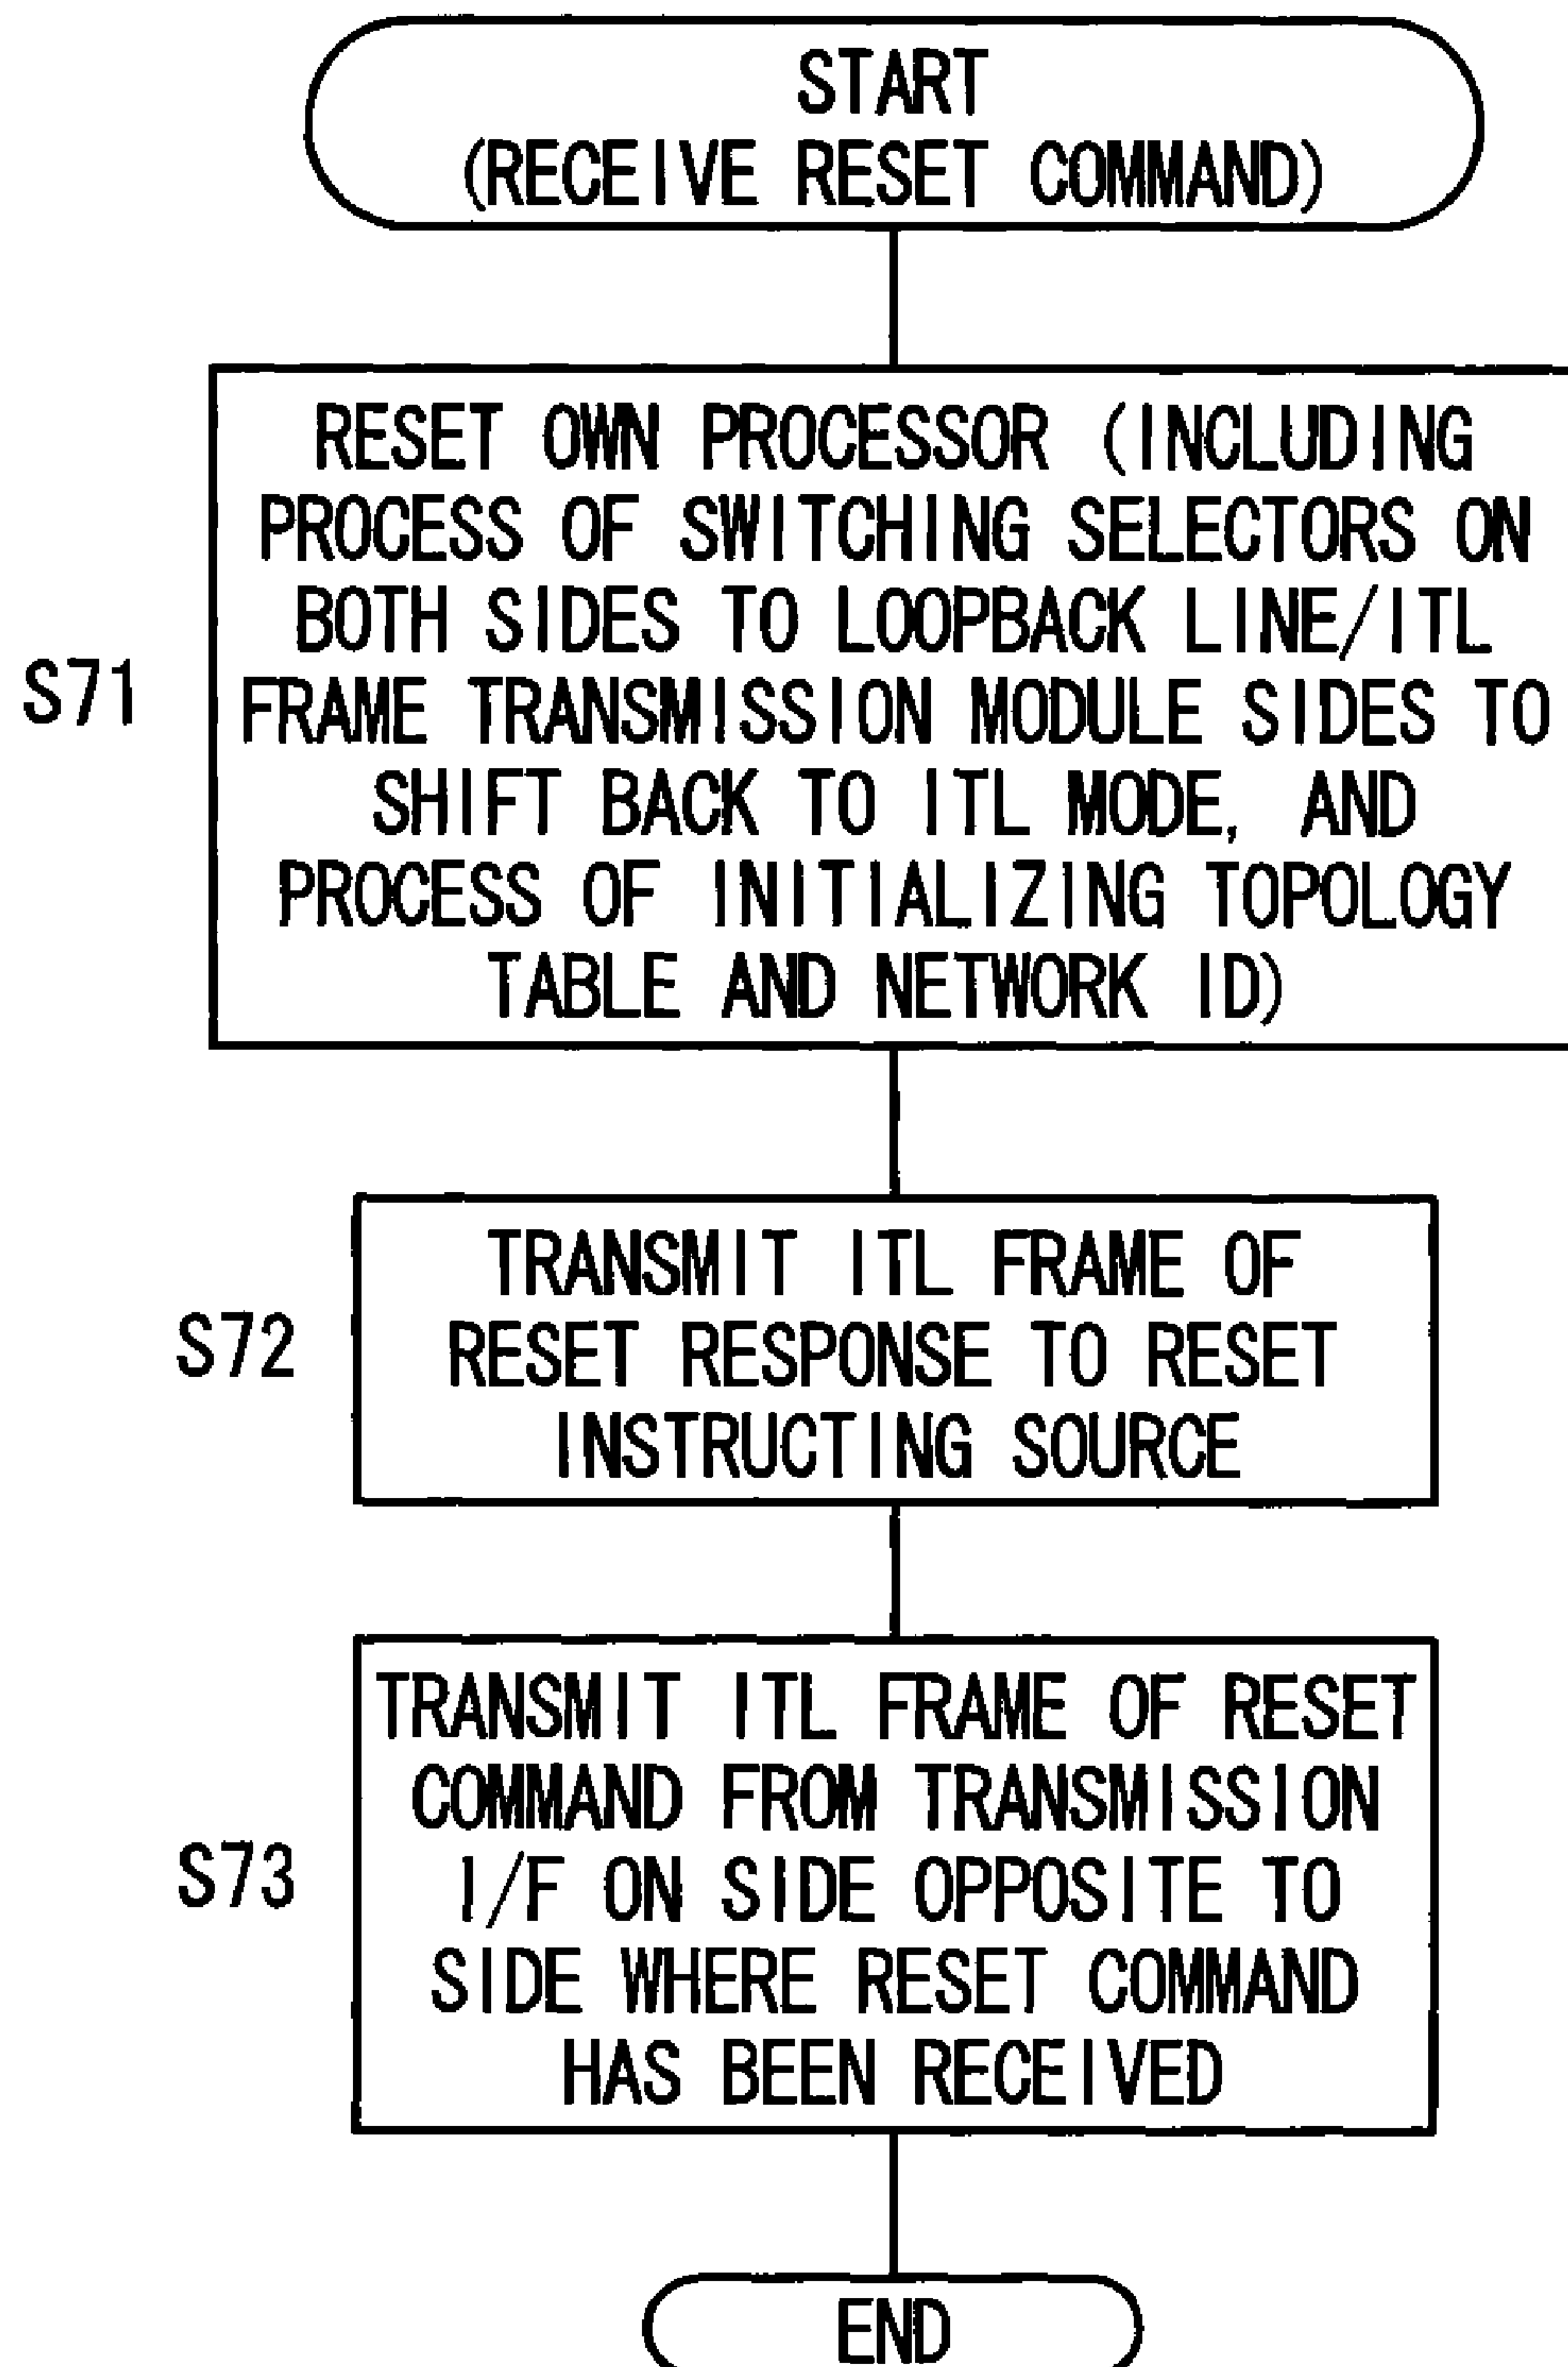 START
(RECEIVE RESET COMMAND)
S71
RESET OWN PROCESSOR (INCLUDING
PROCESS OF SWITCHING SELECTORS ON
BOTH SIDES TO LOOPBACK LINE/ITL
FRAME TRANSMISSION MODULE SIDES TO
SHIFT BACK TO ITL MODE, AND
PROCESS OF INITIALIZING TOPOLOGY
TABLE AND NETWORK ID)
S72
TRANSMIT ITL FRAME OF
RESET RESPONSE TO RESET
INSTRUCTING SOURCE
S73
TRANSMIT ITL FRAME OF RESET
COMMAND FROM TRANSMISSION
I/F ON SIDE OPPOSITE TO
SIDE WHERE RESET COMMAND
HAS BEEN RECEIVED
END